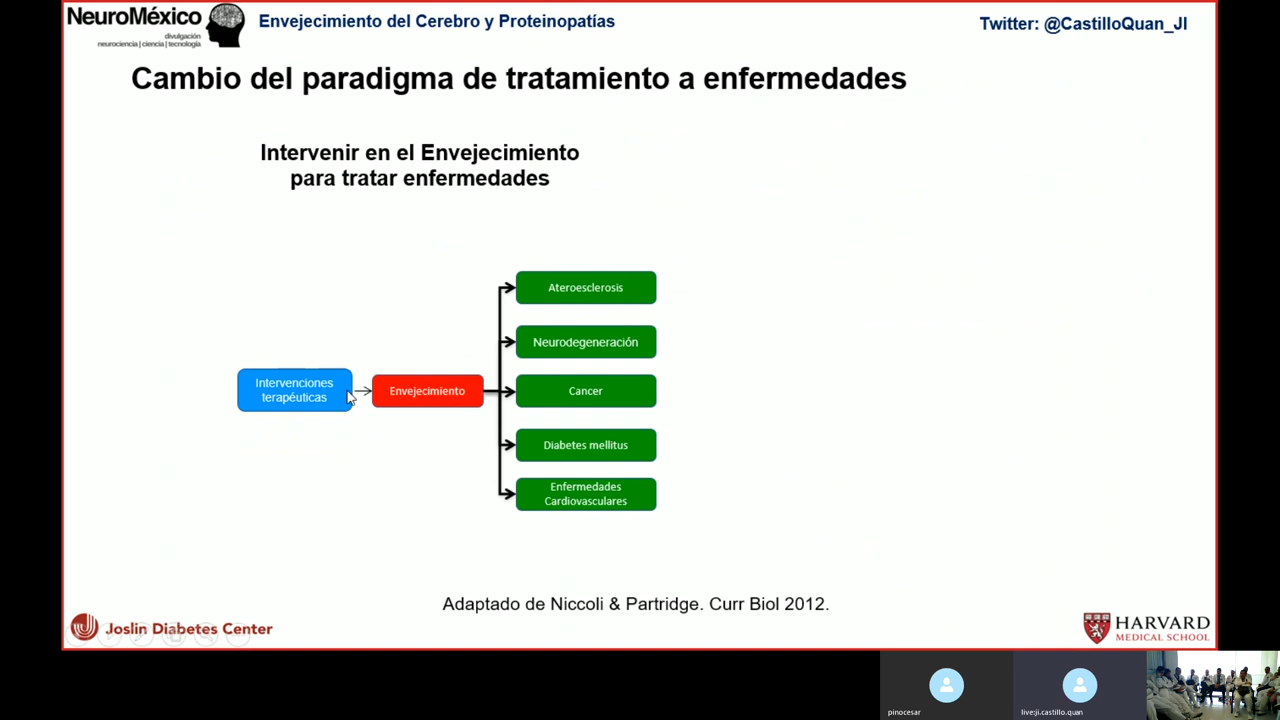 NeuroMéxico
divulgación
neurociencia | ciencia | tecnología
Envejecimiento del Cerebro y Proteinopatías
Twitter: @CastilloQuan_JI
Cambio del paradigma de tratamiento a enfermedades
Intervenir en el Envejecimiento
para tratar enfermedades
Ateroesclerosis
Neurodegeneración
Intervenciones
terapéuticas
Envejecimiento
Cancer
Diabetes mellitus
Enfermedades
Cardiovasculares
Adaptado de Niccoli & Partridge. Curr Biol 2012.
Joslin Diabetes Center
HARVARD
MEDICAL SCHOOL
pinocesar
live:ji.castillo.quan